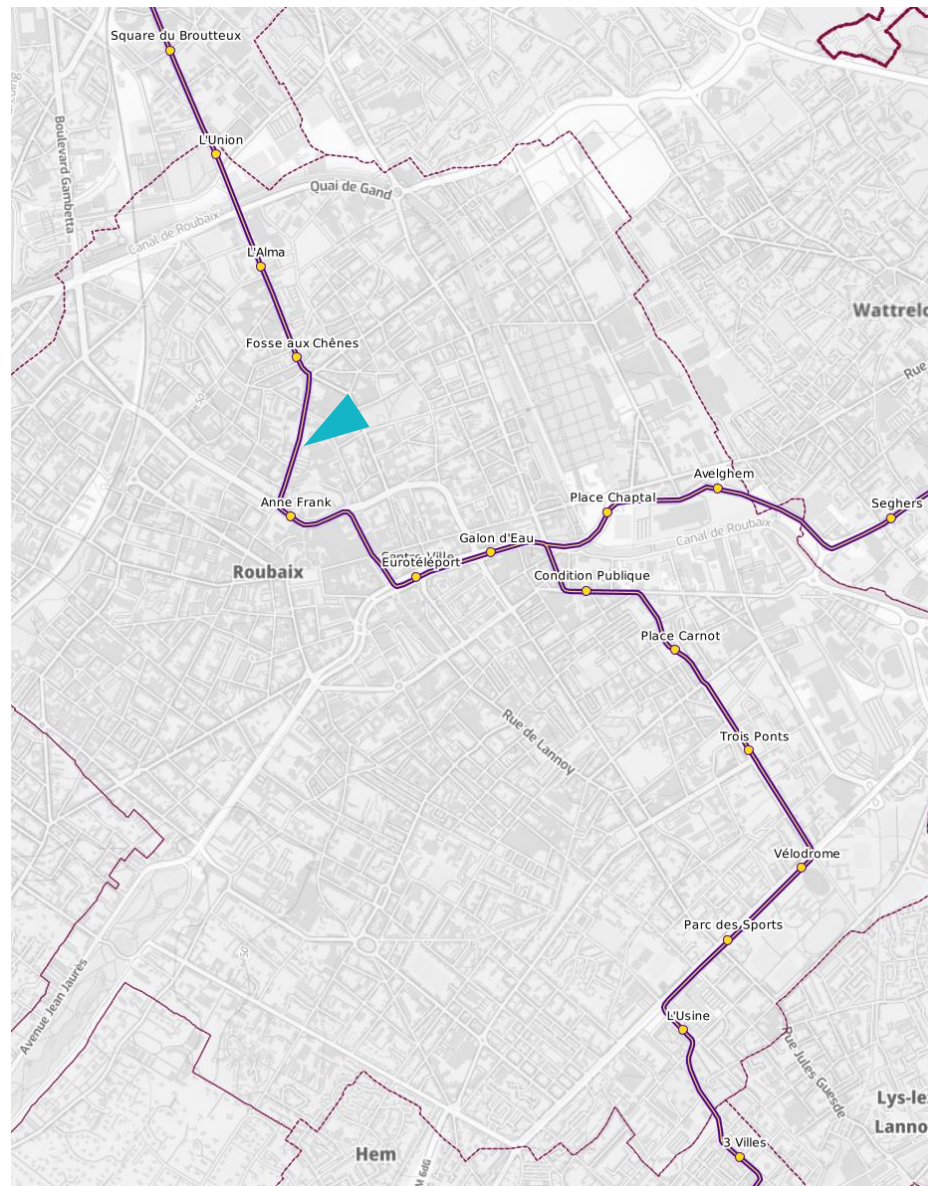 Square du Broutteux
Boulevard Gambetta
L'Union
Quai de Gand
Canal de Roubaix
L'Alma
Wattrelo
Fosse aux Chênes
Rue
Avelghem
Place Chaptal
Seghers
Anne Frank
Canal de Roubaix
Galon d'Eau
Centre Ville
Eurotéléport
Roubaix
Condition Publique
Place Carnot
Rue de Lannoy
Trois Ponts
Vélodrome
Parc des Sports
50
Avenue Jean Jaurès
L'Usine
Rue Jules Guesde
Lys-le
Lanno
3 Villes
Hem
M 6dG